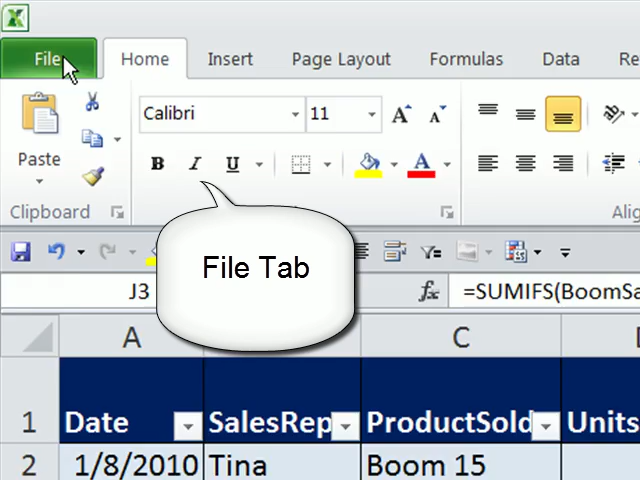 File Home Insert Page Layout Formulas Data Re
Calibri 11 A A
Paste B I U A
Clipboard Alig
File Tab
J3 fx =SUMIFS(BoomSa
A C D
1 Date SalesRep ProductSold Units
2 1/8/2010 Tina Boom 15